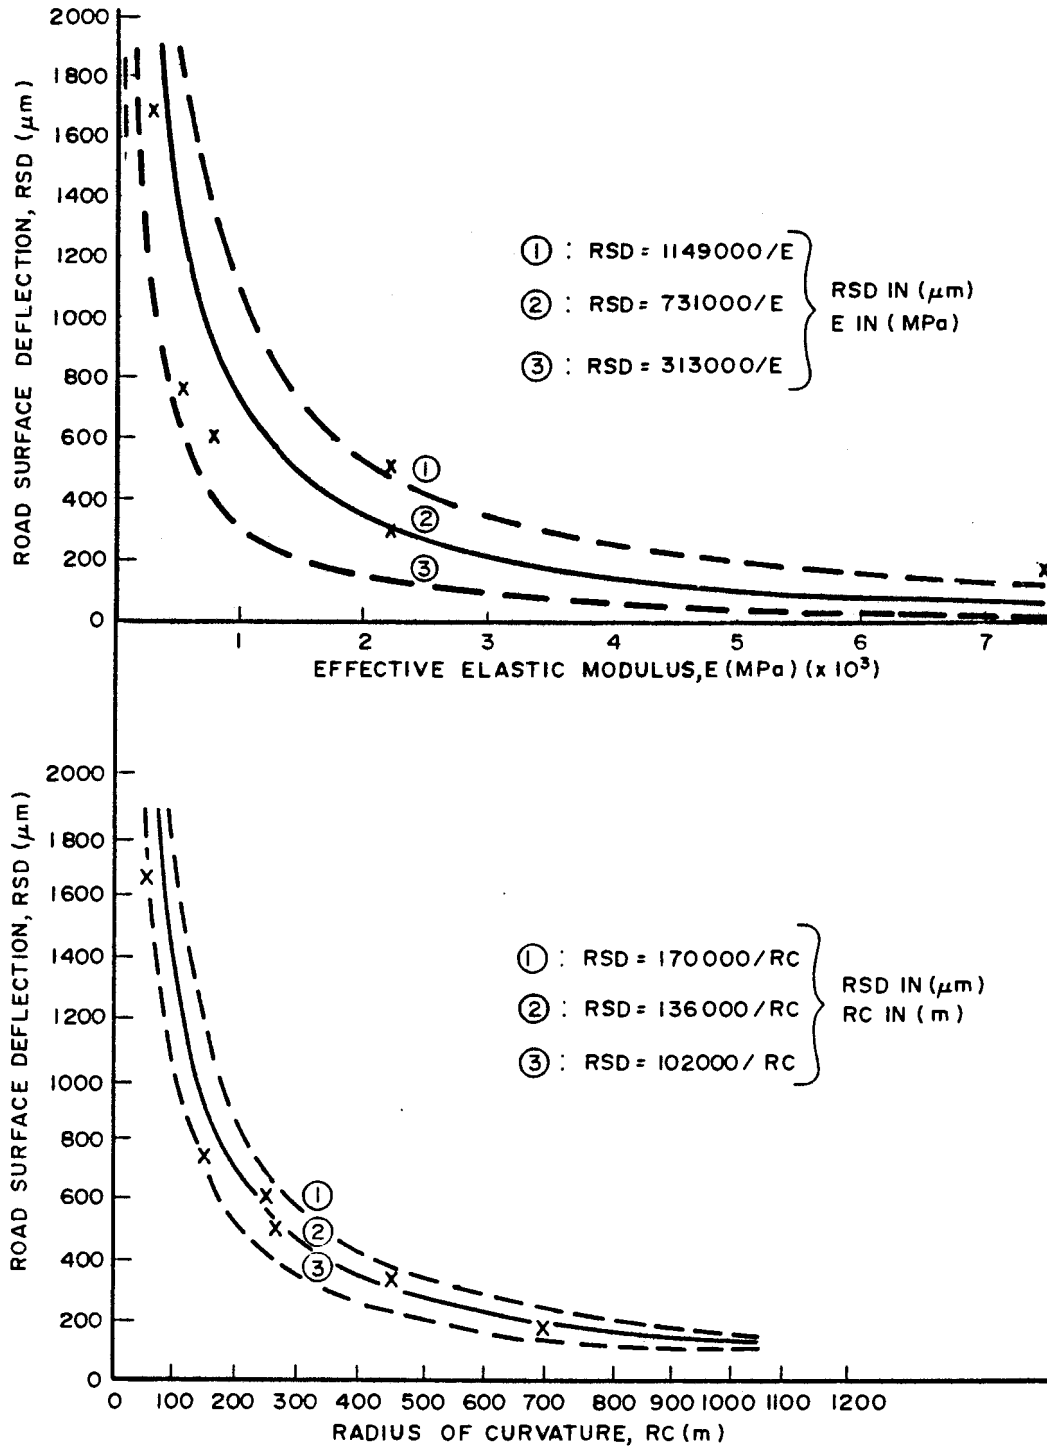 2000
1800
1600
1400
1200
1000
800
600
400
200
0
ROAD SURFACE DEFLECTION, RSD (μm)
① : RSD = 1149000/E
② : RSD = 731000/E
③ : RSD = 313000/E
RSD IN (μm)
E IN (MPa)
①
②
③
1 2 3 4 5 6 7
EFFECTIVE ELASTIC MODULUS, E (MPa) (x 10³)
2000
1800
1600
1400
1200
1000
800
600
400
200
0
ROAD SURFACE DEFLECTION, RSD (μm)
① : RSD = 170000/RC
② : RSD = 136000/RC
③ : RSD = 102000/RC
RSD IN (μm)
RC IN (m)
①
②
③
0 100 200 300 400 500 600 700 800 900 1000 1100 1200
RADIUS OF CURVATURE, RC (m)